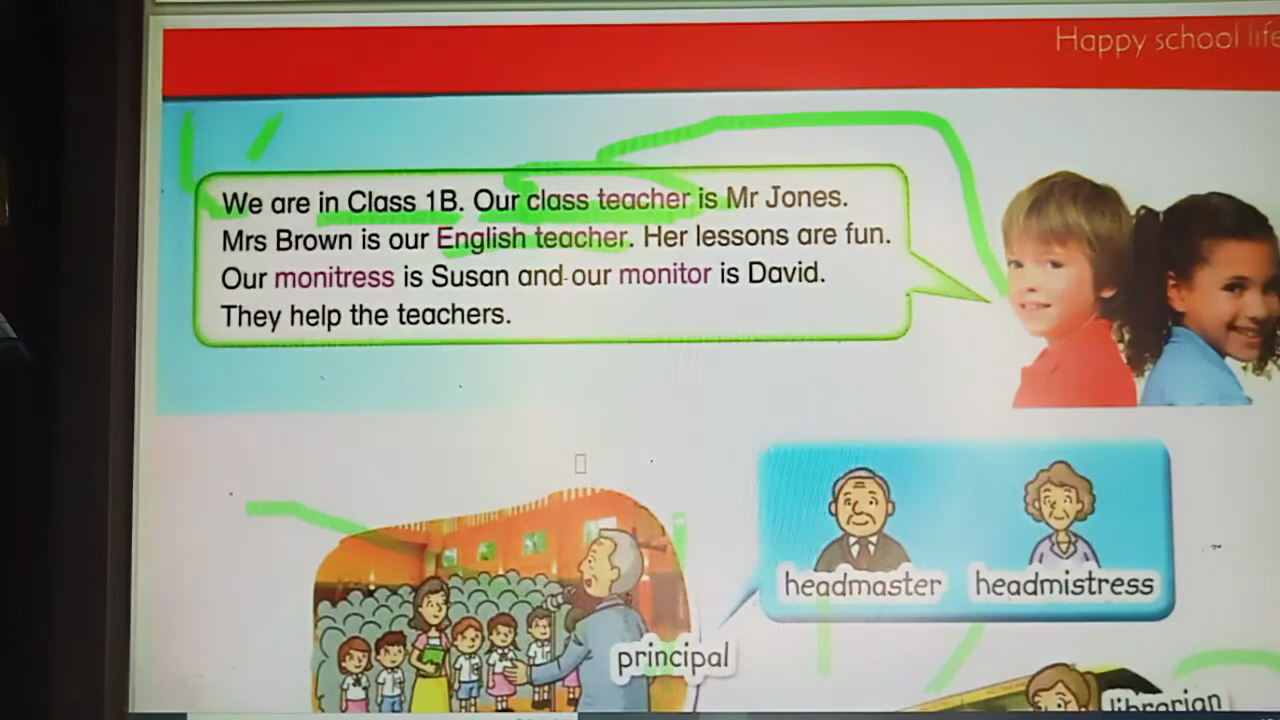 Happy school life
We are in Class 1B. Our class teacher is Mr Jones.
Mrs Brown is our English teacher. Her lessons are fun.
Our monitress is Susan and our monitor is David.
They help the teachers.
headmaster
headmistress
principal
librarian